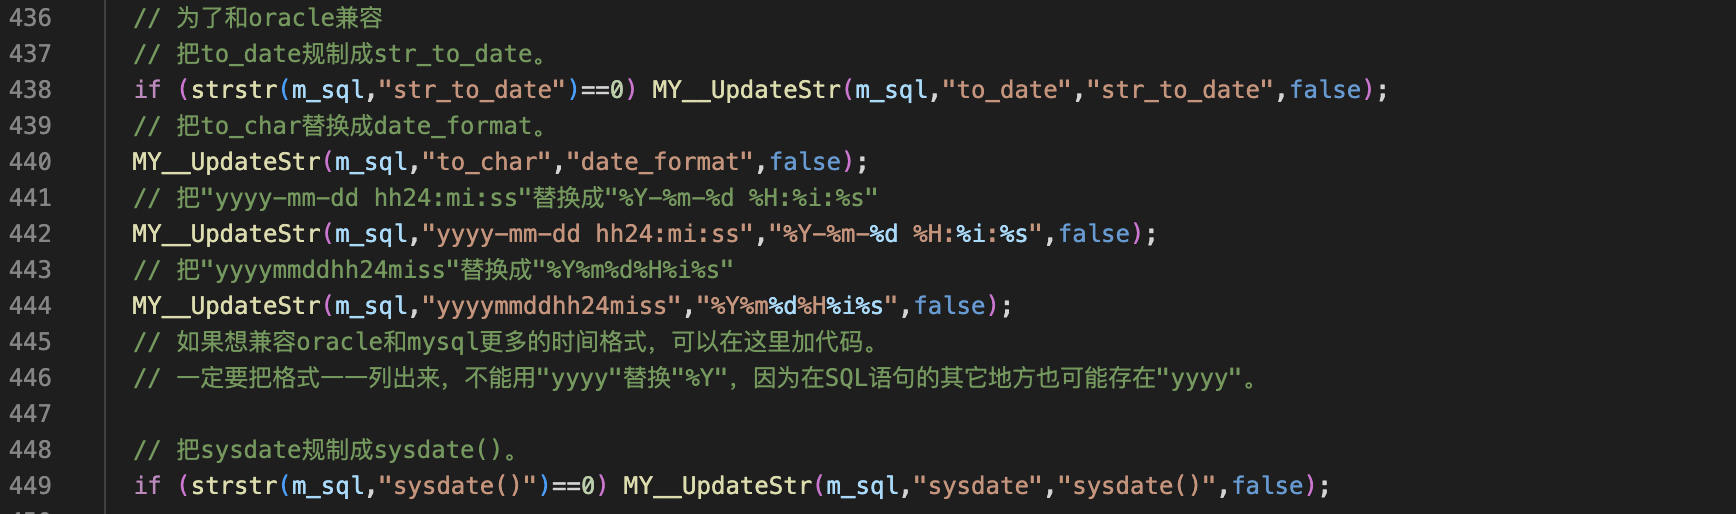 436 // 为了和oracle兼容
437 // 把to_date规制成str_to_date。
438 if (strstr(m_sql,"str_to_date")==0) MY__UpdateStr(m_sql,"to_date","str_to_date",false);
439 // 把to_char替换成date_format。
440 MY__UpdateStr(m_sql,"to_char","date_format",false);
441 // 把"yyyy-mm-dd hh24:mi:ss"替换成"%Y-%m-%d %H:%i:%s"
442 MY__UpdateStr(m_sql,"yyyy-mm-dd hh24:mi:ss","%Y-%m-%d %H:%i:%s",false);
443 // 把"yyyymmddhh24miss"替换成"%Y%m%d%H%i%s"
444 MY__UpdateStr(m_sql,"yyyymmddhh24miss","%Y%m%d%H%i%s",false);
445 // 如果想兼容oracle和mysql更多的时间格式，可以在这里加代码。
446 // 一定要把格式一一列出来，不能用"yyyy"替换"%Y"，因为在SQL语句的其它地方也可能存在"yyyy"。
447
448 // 把sysdate规制成sysdate()。
449 if (strstr(m_sql,"sysdate()")==0) MY__UpdateStr(m_sql,"sysdate","sysdate()",false);